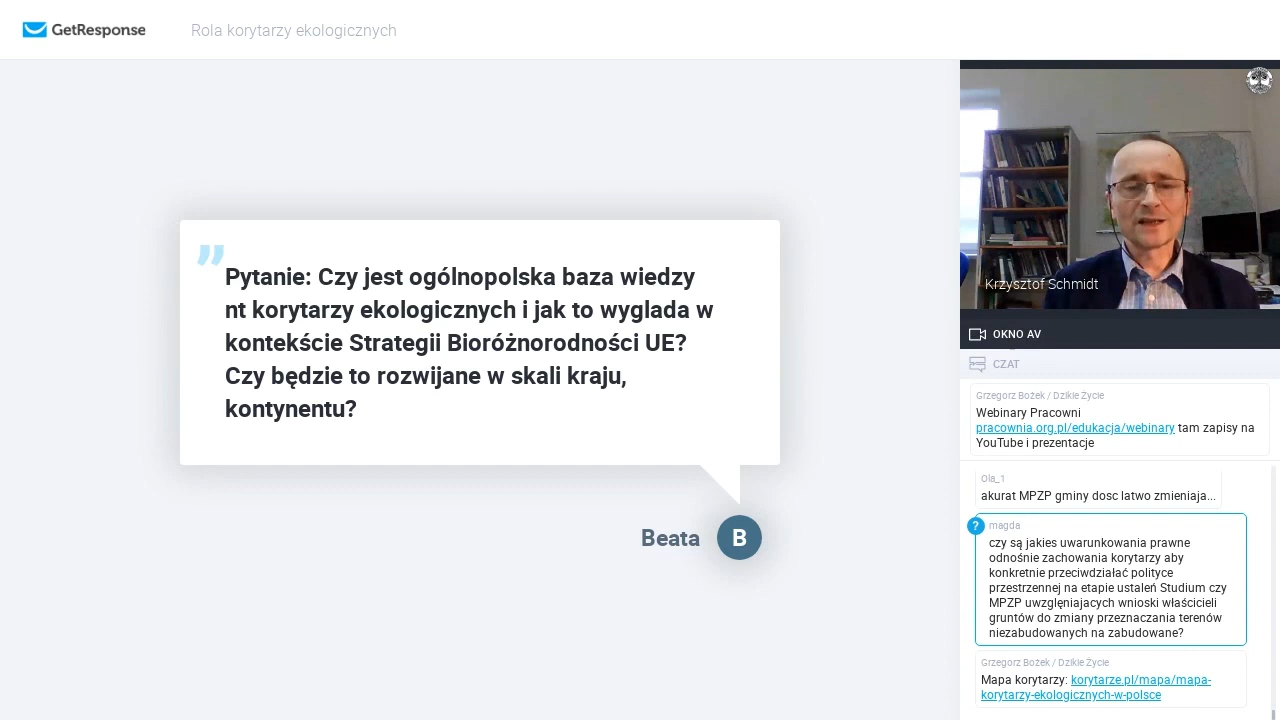 GetResponse
Rola korytarzy ekologicznych
Pytanie: Czy jest ogólnopolska baza wiedzy
nt korytarzy ekologicznych i jak to wyglada w
kontekście Strategii Bioróżnorodności UE?
Czy będzie to rozwijane w skali kraju,
kontynentu?
Beata
B
Krzysztof Schmidt
OKNO AV
CZAT
Grzegorz Bożek / Dzikie Życie
Webinary Pracowni
pracownia.org.pl/edukacja/webinary tam zapisy na
YouTube i prezentacje
Ola_1
akurat MPZP gminy dosc latwo zmieniaja...
?
magda
czy są jakies uwarunkowania prawne
odnośnie zachowania korytarzy aby
konkretnie przeciwdziałać polityce
przestrzennej na etapie ustaleń Studium czy
MPZP uwzglęniajacych wnioski właścicieli
gruntów do zmiany przeznaczania terenów
niezabudowanych na zabudowane?
Grzegorz Bożek / Dzikie Życie
Mapa korytarzy: korytarze.pl/mapa/mapa-
korytarzy-ekologicznych-w-polsce